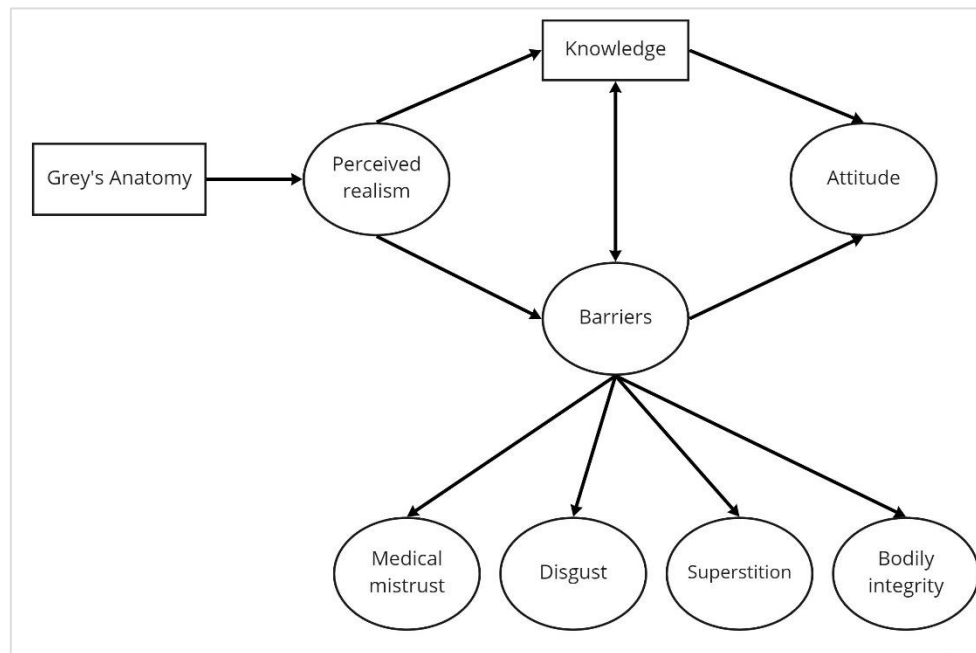 Knowledge
Grey's Anatomy
Perceived
realism
Attitude
Barriers
Medical
mistrust
Disgust
Superstition
Bodily
integrity